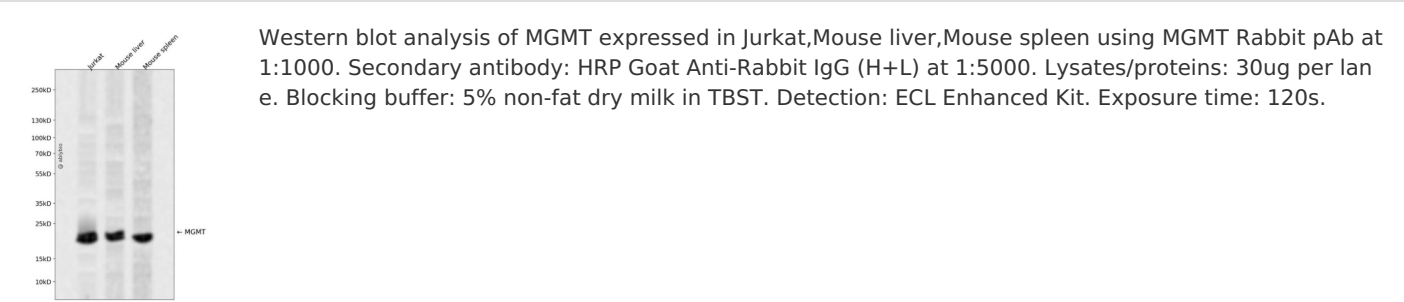 Jurkat
Mouse liver
Mouse spleen
250kD
130kD
100kD
70kD
55kD
35kD
25kD
15kD
10kD
@ ablybio
← MGMT
Western blot analysis of MGMT expressed in Jurkat,Mouse liver,Mouse spleen using MGMT Rabbit pAb at
1:1000. Secondary antibody: HRP Goat Anti-Rabbit IgG (H+L) at 1:5000. Lysates/proteins: 30ug per lan
e. Blocking buffer: 5% non-fat dry milk in TBST. Detection: ECL Enhanced Kit. Exposure time: 120s.